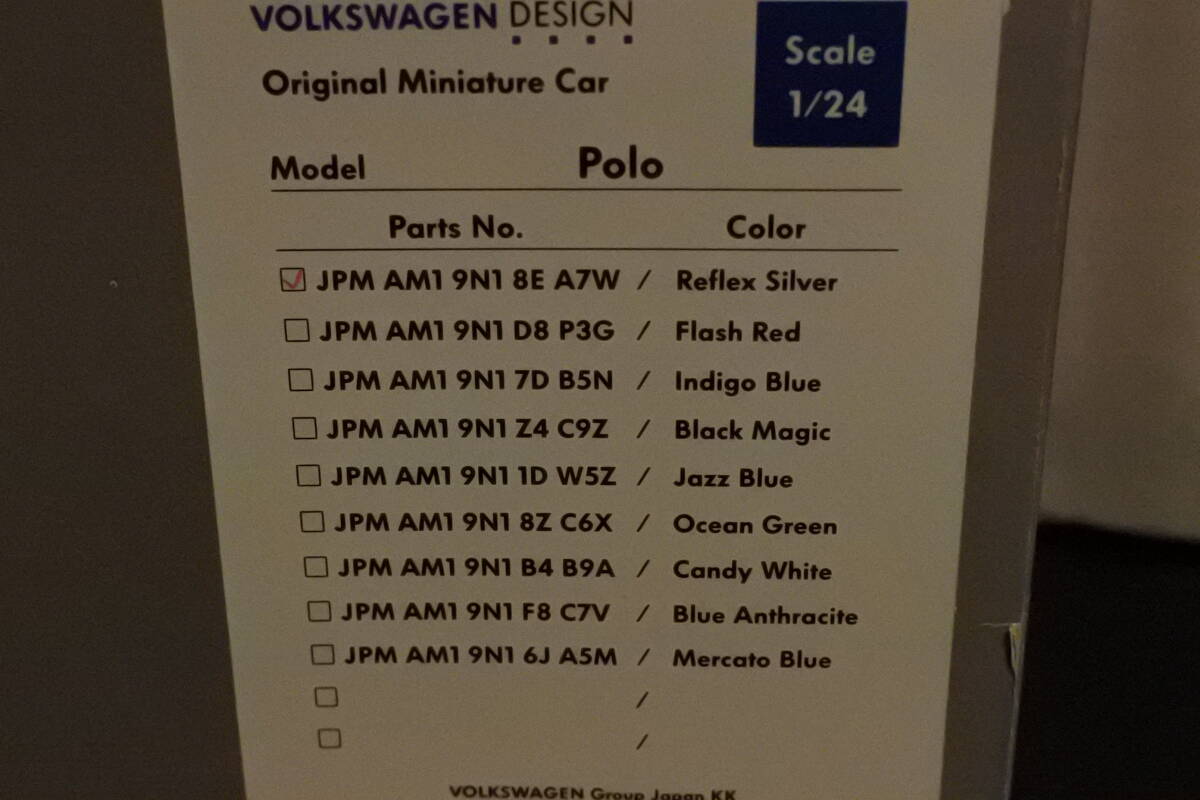 VOLKSWAGEN DESIGN
Original Miniature Car
Scale
1/24
Model Polo
Parts No. Color
JPM AM1 9N1 8E A7W / Reflex Silver
JPM AM1 9N1 D8 P3G / Flash Red
JPM AM1 9N1 7D B5N / Indigo Blue
JPM AM1 9N1 Z4 C9Z / Black Magic
JPM AM1 9N1 1D W5Z / Jazz Blue
JPM AM1 9N1 8Z C6X / Ocean Green
JPM AM1 9N1 B4 B9A / Candy White
JPM AM1 9N1 F8 C7V / Blue Anthracite
JPM AM1 9N1 6J A5M / Mercato Blue
/
/
VOLKSWAGEN Group Japan KK